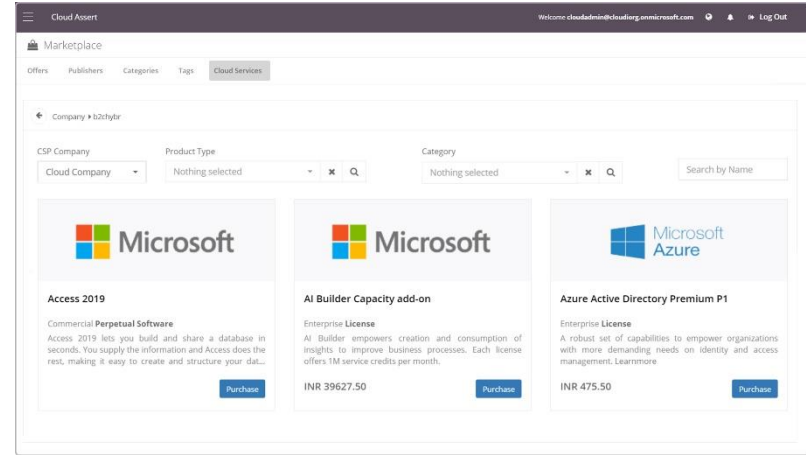 Cloud Assert
Welcome cloudadmin@cloudiorg.onmicrosoft.com
Log Out
Marketplace
Offers Publishers Categories Tags Cloud Services
Company b2chybr
CSP Company Product Type Category
Cloud Company Nothing selected Nothing selected Search by Name
Microsoft
Access 2019
Commercial Perpetual Software
Access 2019 lets you build and share a database in
seconds. You supply the information and Access does the
rest, making it easy to create and structure your dat...
Purchase
Microsoft
AI Builder Capacity add-on
Enterprise License
AI Builder empowers creation and consumption of
insights to improve business processes. Each license
offers 1M service credits per month.
INR 39627.50
Purchase
Microsoft
Azure
Azure Active Directory Premium P1
Enterprise License
A robust set of capabilities to empower organizations
with more demanding needs on identity and access
management. Learnmore
INR 475.50
Purchase